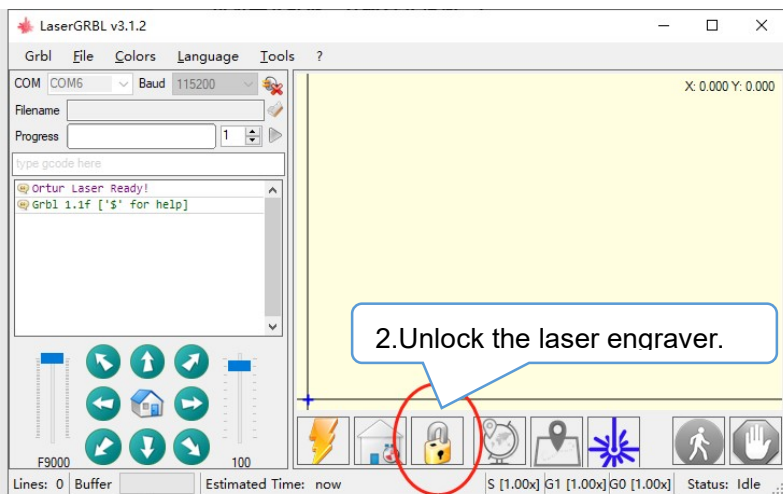 LaserGRBL v3.1.2
Grbl File Colors Language Tools ?
COM COM6 Baud 115200
X: 0.000 Y: 0.000
Filename
Progress 1
type gcode here
Ortur Laser Ready!
Grbl 1.1f ['$' for help]
2.Unlock the laser engraver.
F9000 100
Lines: 0 Buffer Estimated Time: now S [1.00x] G1 [1.00x] G0 [1.00x] Status: Idle